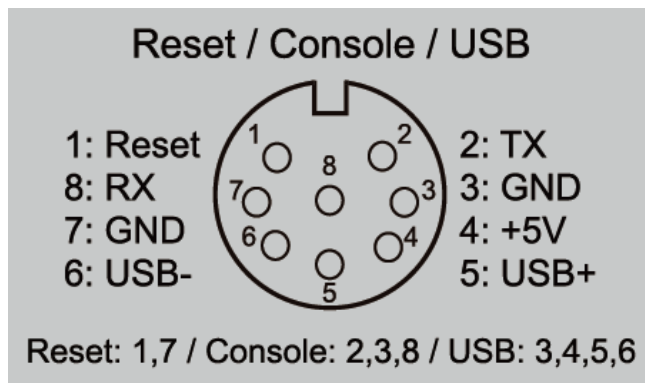 Reset / Console / USB
1 2
1: Reset 2: TX
8
8: RX 3: GND
7 3
7: GND 4: +5V
6 4
6: USB- 5: USB+
5
Reset: 1,7 / Console: 2,3,8 / USB: 3,4,5,6